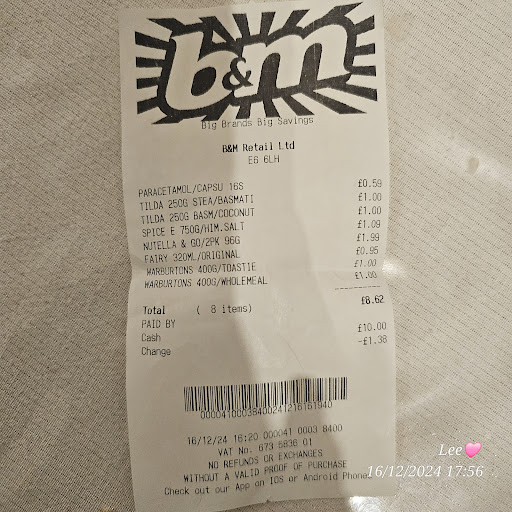 b&m
Big Brands Big Savings
B&M Retail Ltd
E6 6LH
PARACETAMOL/CAPSU 16S £0.59
TILDA 250G STEA/BASMATI £1.00
TILDA 250G BASM/COCONUT £1.00
SPICE E 750G/HIM.SALT £1.09
NUTELLA & GO/2PK 96G £1.99
FAIRY 320ML/ORIGINAL £0.95
WARBURTONS 400G/TOASTIE £1.00
WARBURTONS 400G/WHOLEMEAL £1.00
------------
Total ( 8 items) £8.62
PAID BY
Cash £10.00
Change -£1.38
00004100038400241216161940
16/12/24 16:20 000041 0003 8400
VAT No. 673 5836 01
NO REFUNDS OR EXCHANGES
WITHOUT A VALID PROOF OF PURCHASE
Check out our App on IOS or Android Phones
Lee🩷
16/12/2024 17:56